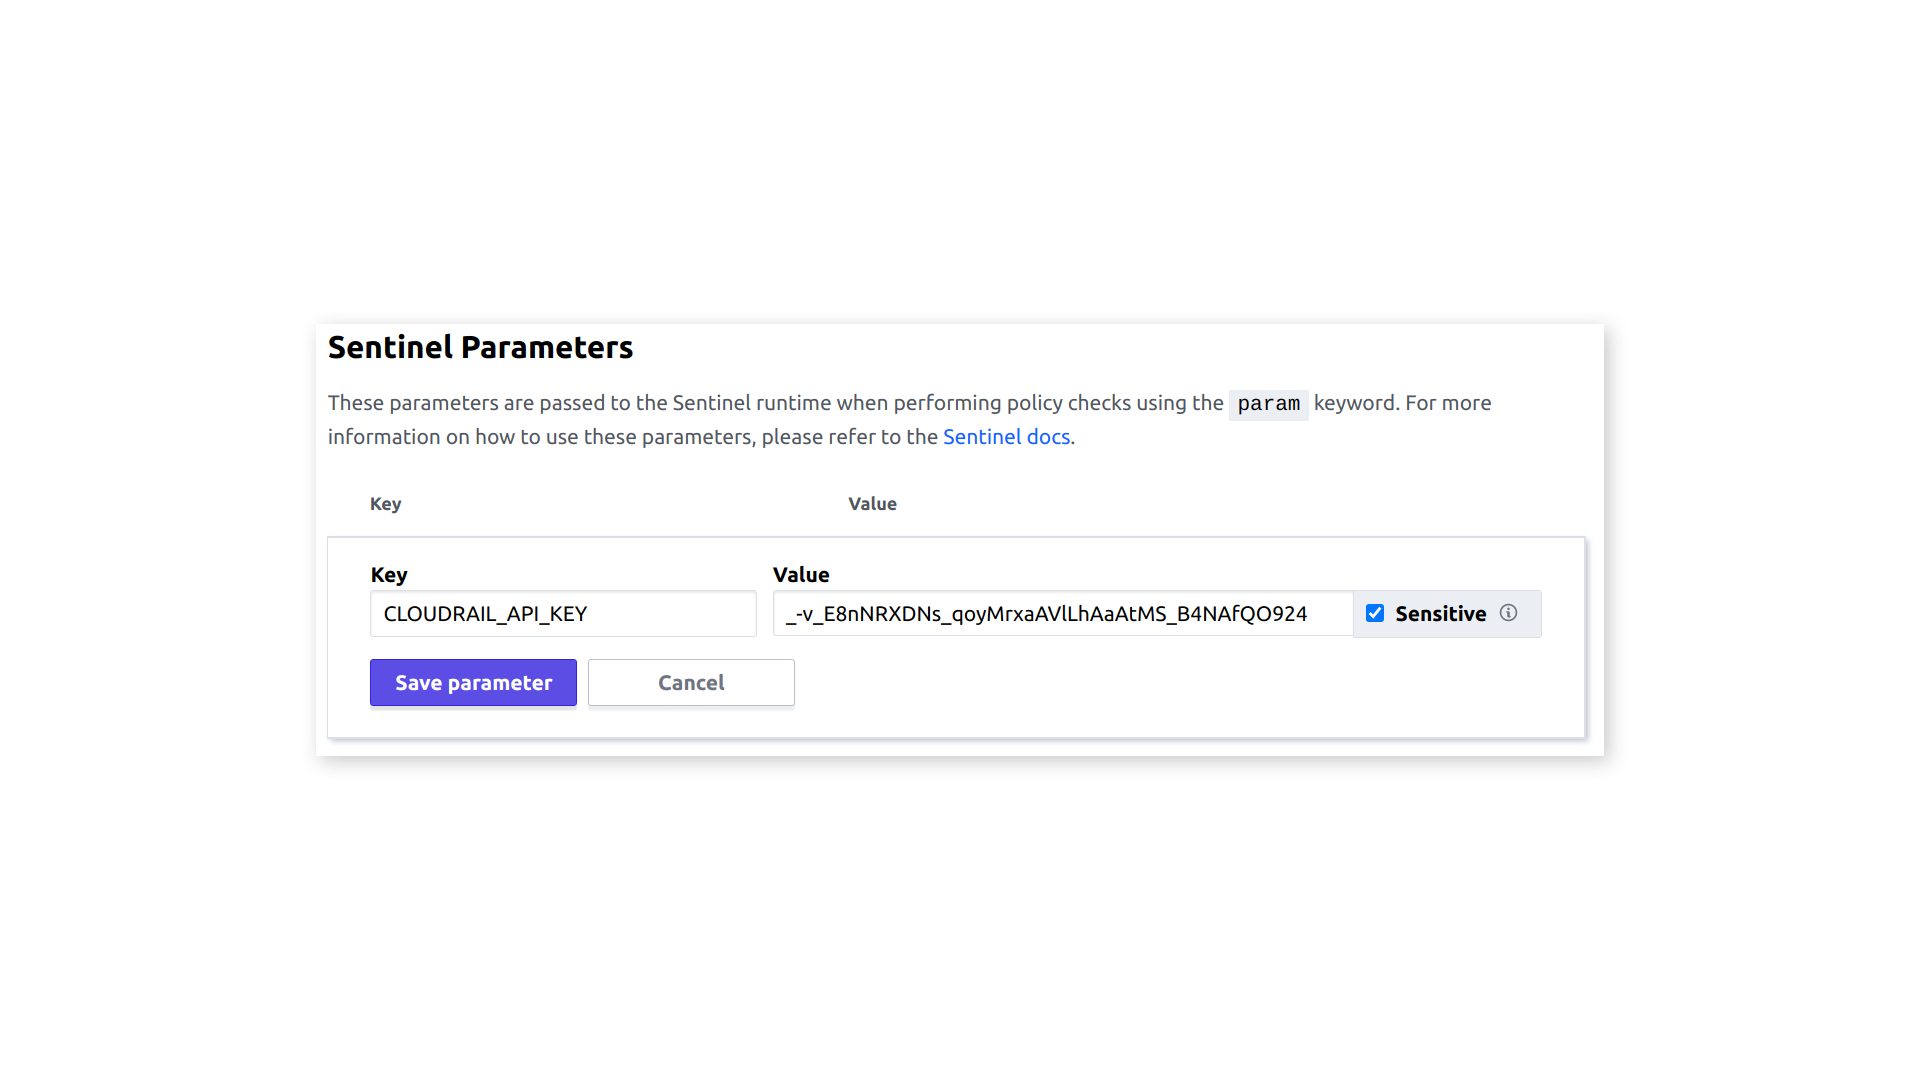 Sentinel Parameters
These parameters are passed to the Sentinel runtime when performing policy checks using the param keyword. For more
information on how to use these parameters, please refer to the Sentinel docs.
Key Value
Key Value
CLOUDRAIL_API_KEY _-v_E8nNRXDNs_qoyMrxaAVlLhAaAtMS_B4NAfQO924 Sensitive
Save parameter Cancel